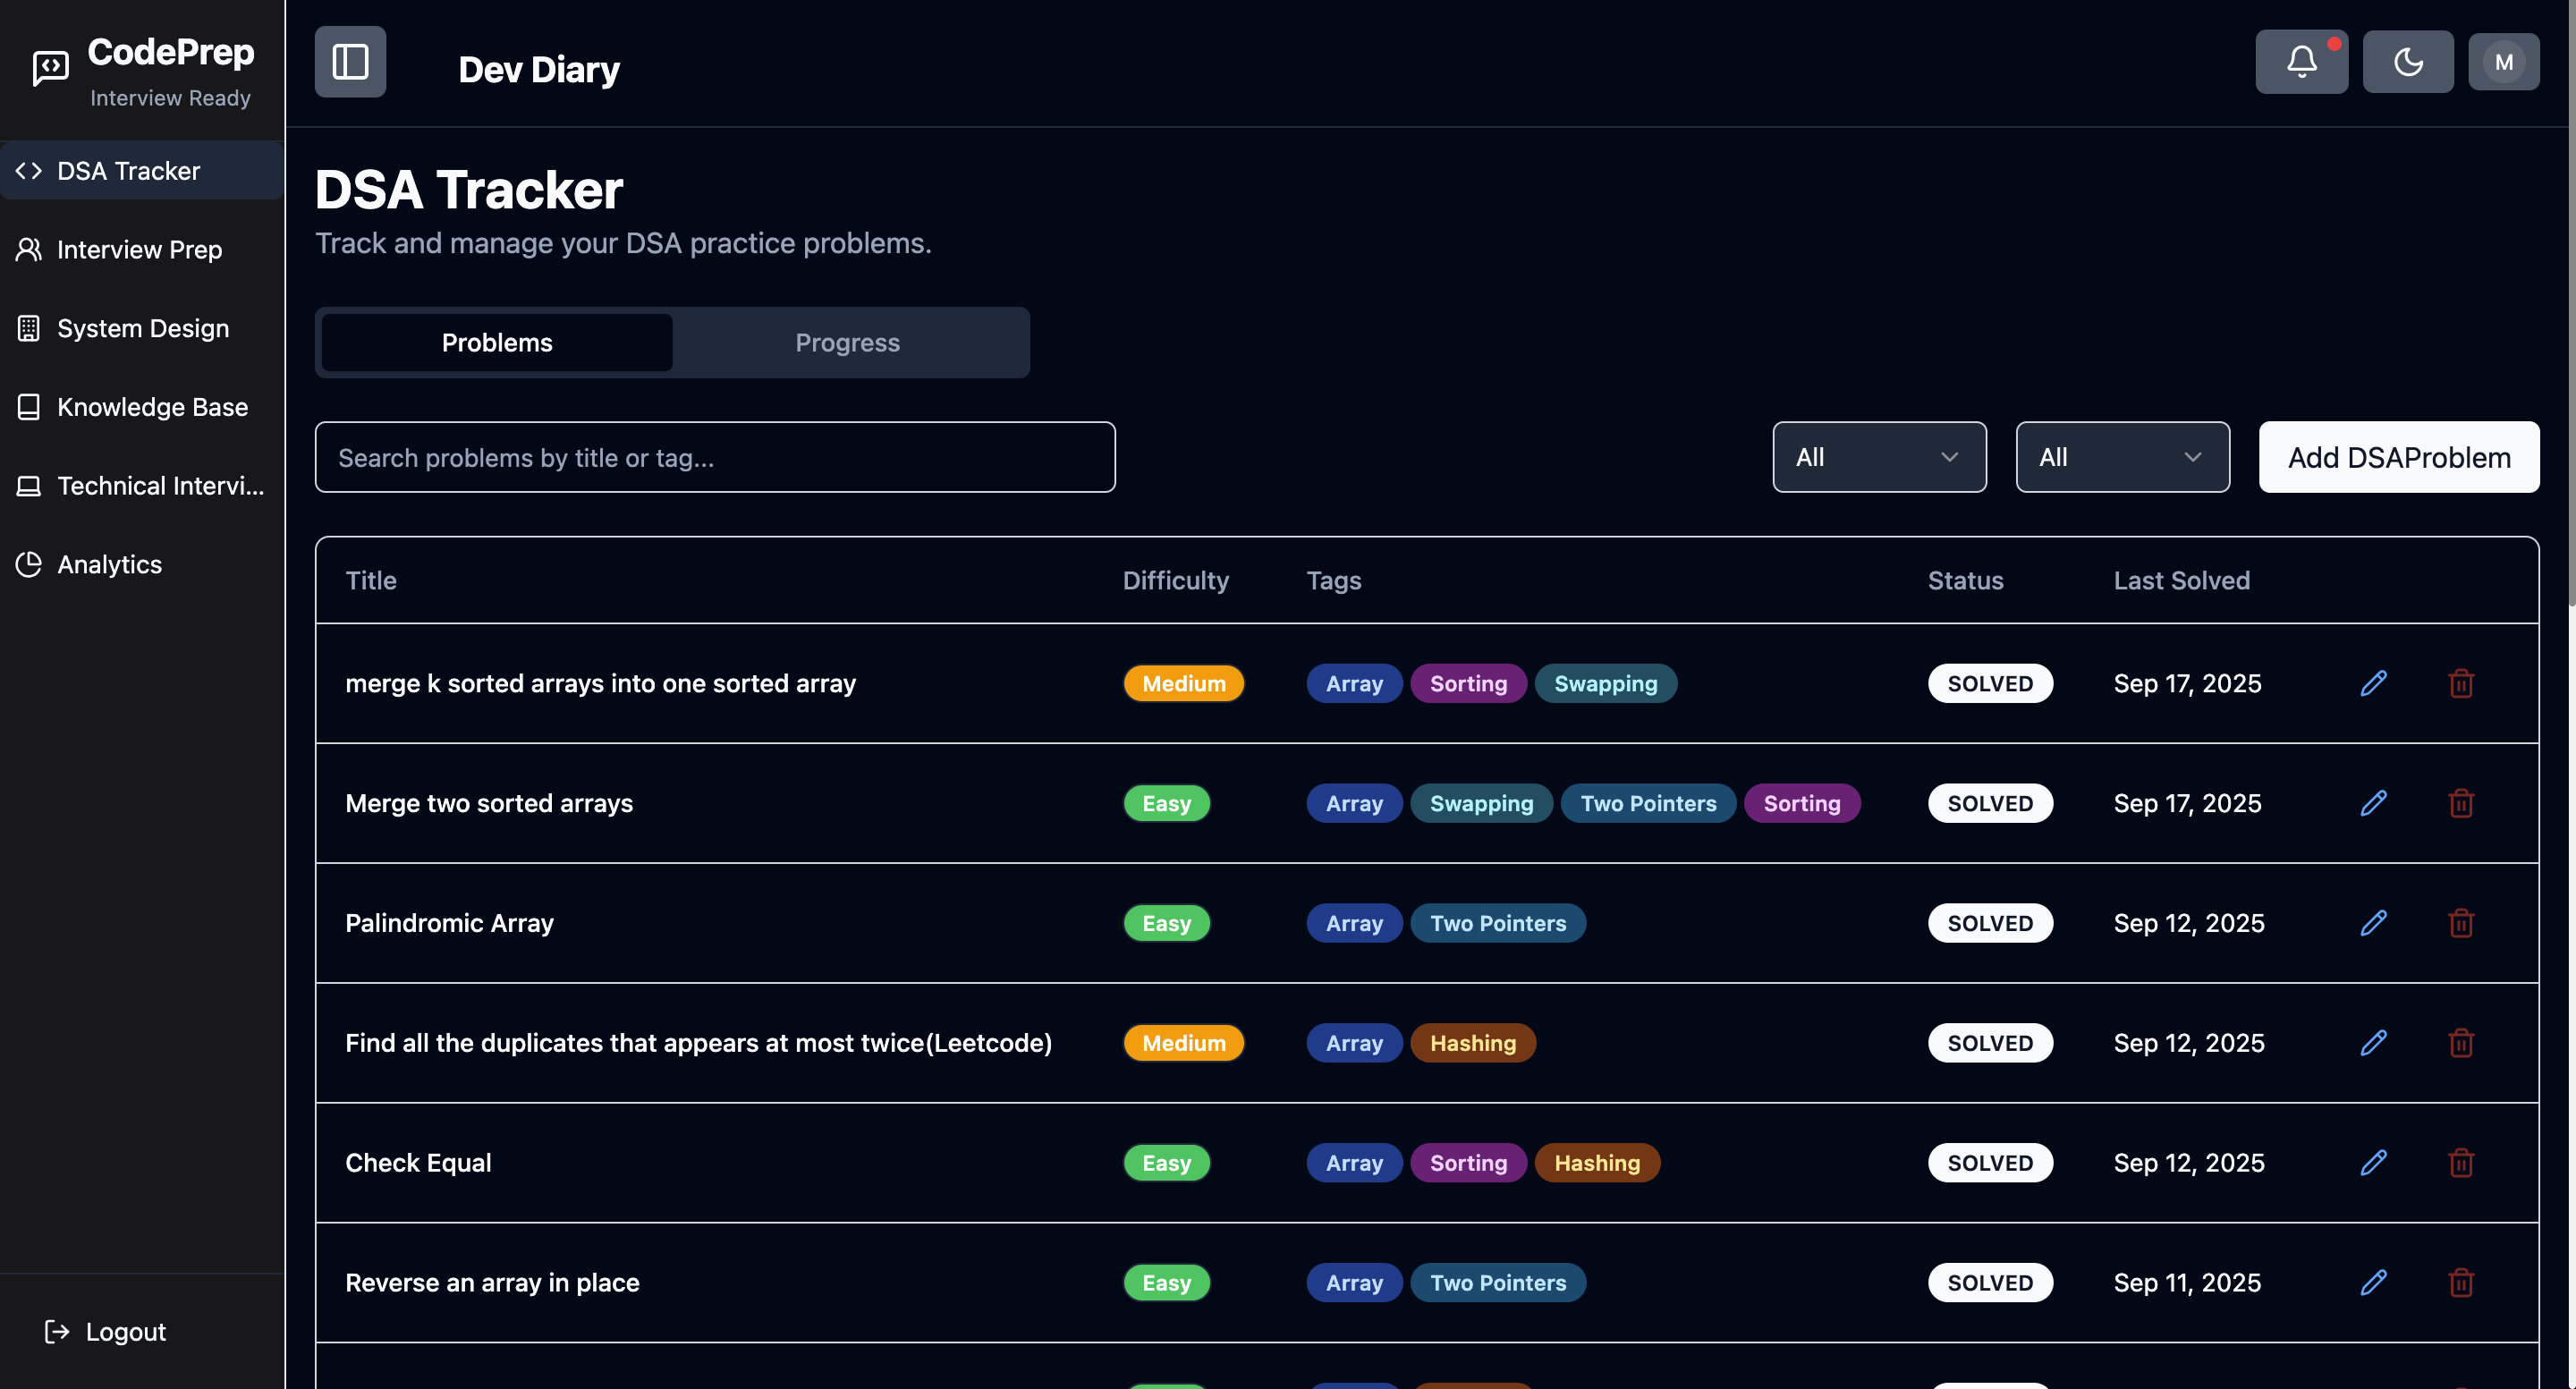 CodePrep
Interview Ready
DSA Tracker
Interview Prep
System Design
Knowledge Base
Technical Intervi...
Analytics
Logout
Dev Diary
M
DSA Tracker
Track and manage your DSA practice problems.
Problems Progress
Search problems by title or tag... All All Add DSAProblem
Title Difficulty Tags Status Last Solved
merge k sorted arrays into one sorted array Medium Array Sorting Swapping SOLVED Sep 17, 2025
Merge two sorted arrays Easy Array Swapping Two Pointers Sorting SOLVED Sep 17, 2025
Palindromic Array Easy Array Two Pointers SOLVED Sep 12, 2025
Find all the duplicates that appears at most twice(Leetcode) Medium Array Hashing SOLVED Sep 12, 2025
Check Equal Easy Array Sorting Hashing SOLVED Sep 12, 2025
Reverse an array in place Easy Array Two Pointers SOLVED Sep 11, 2025